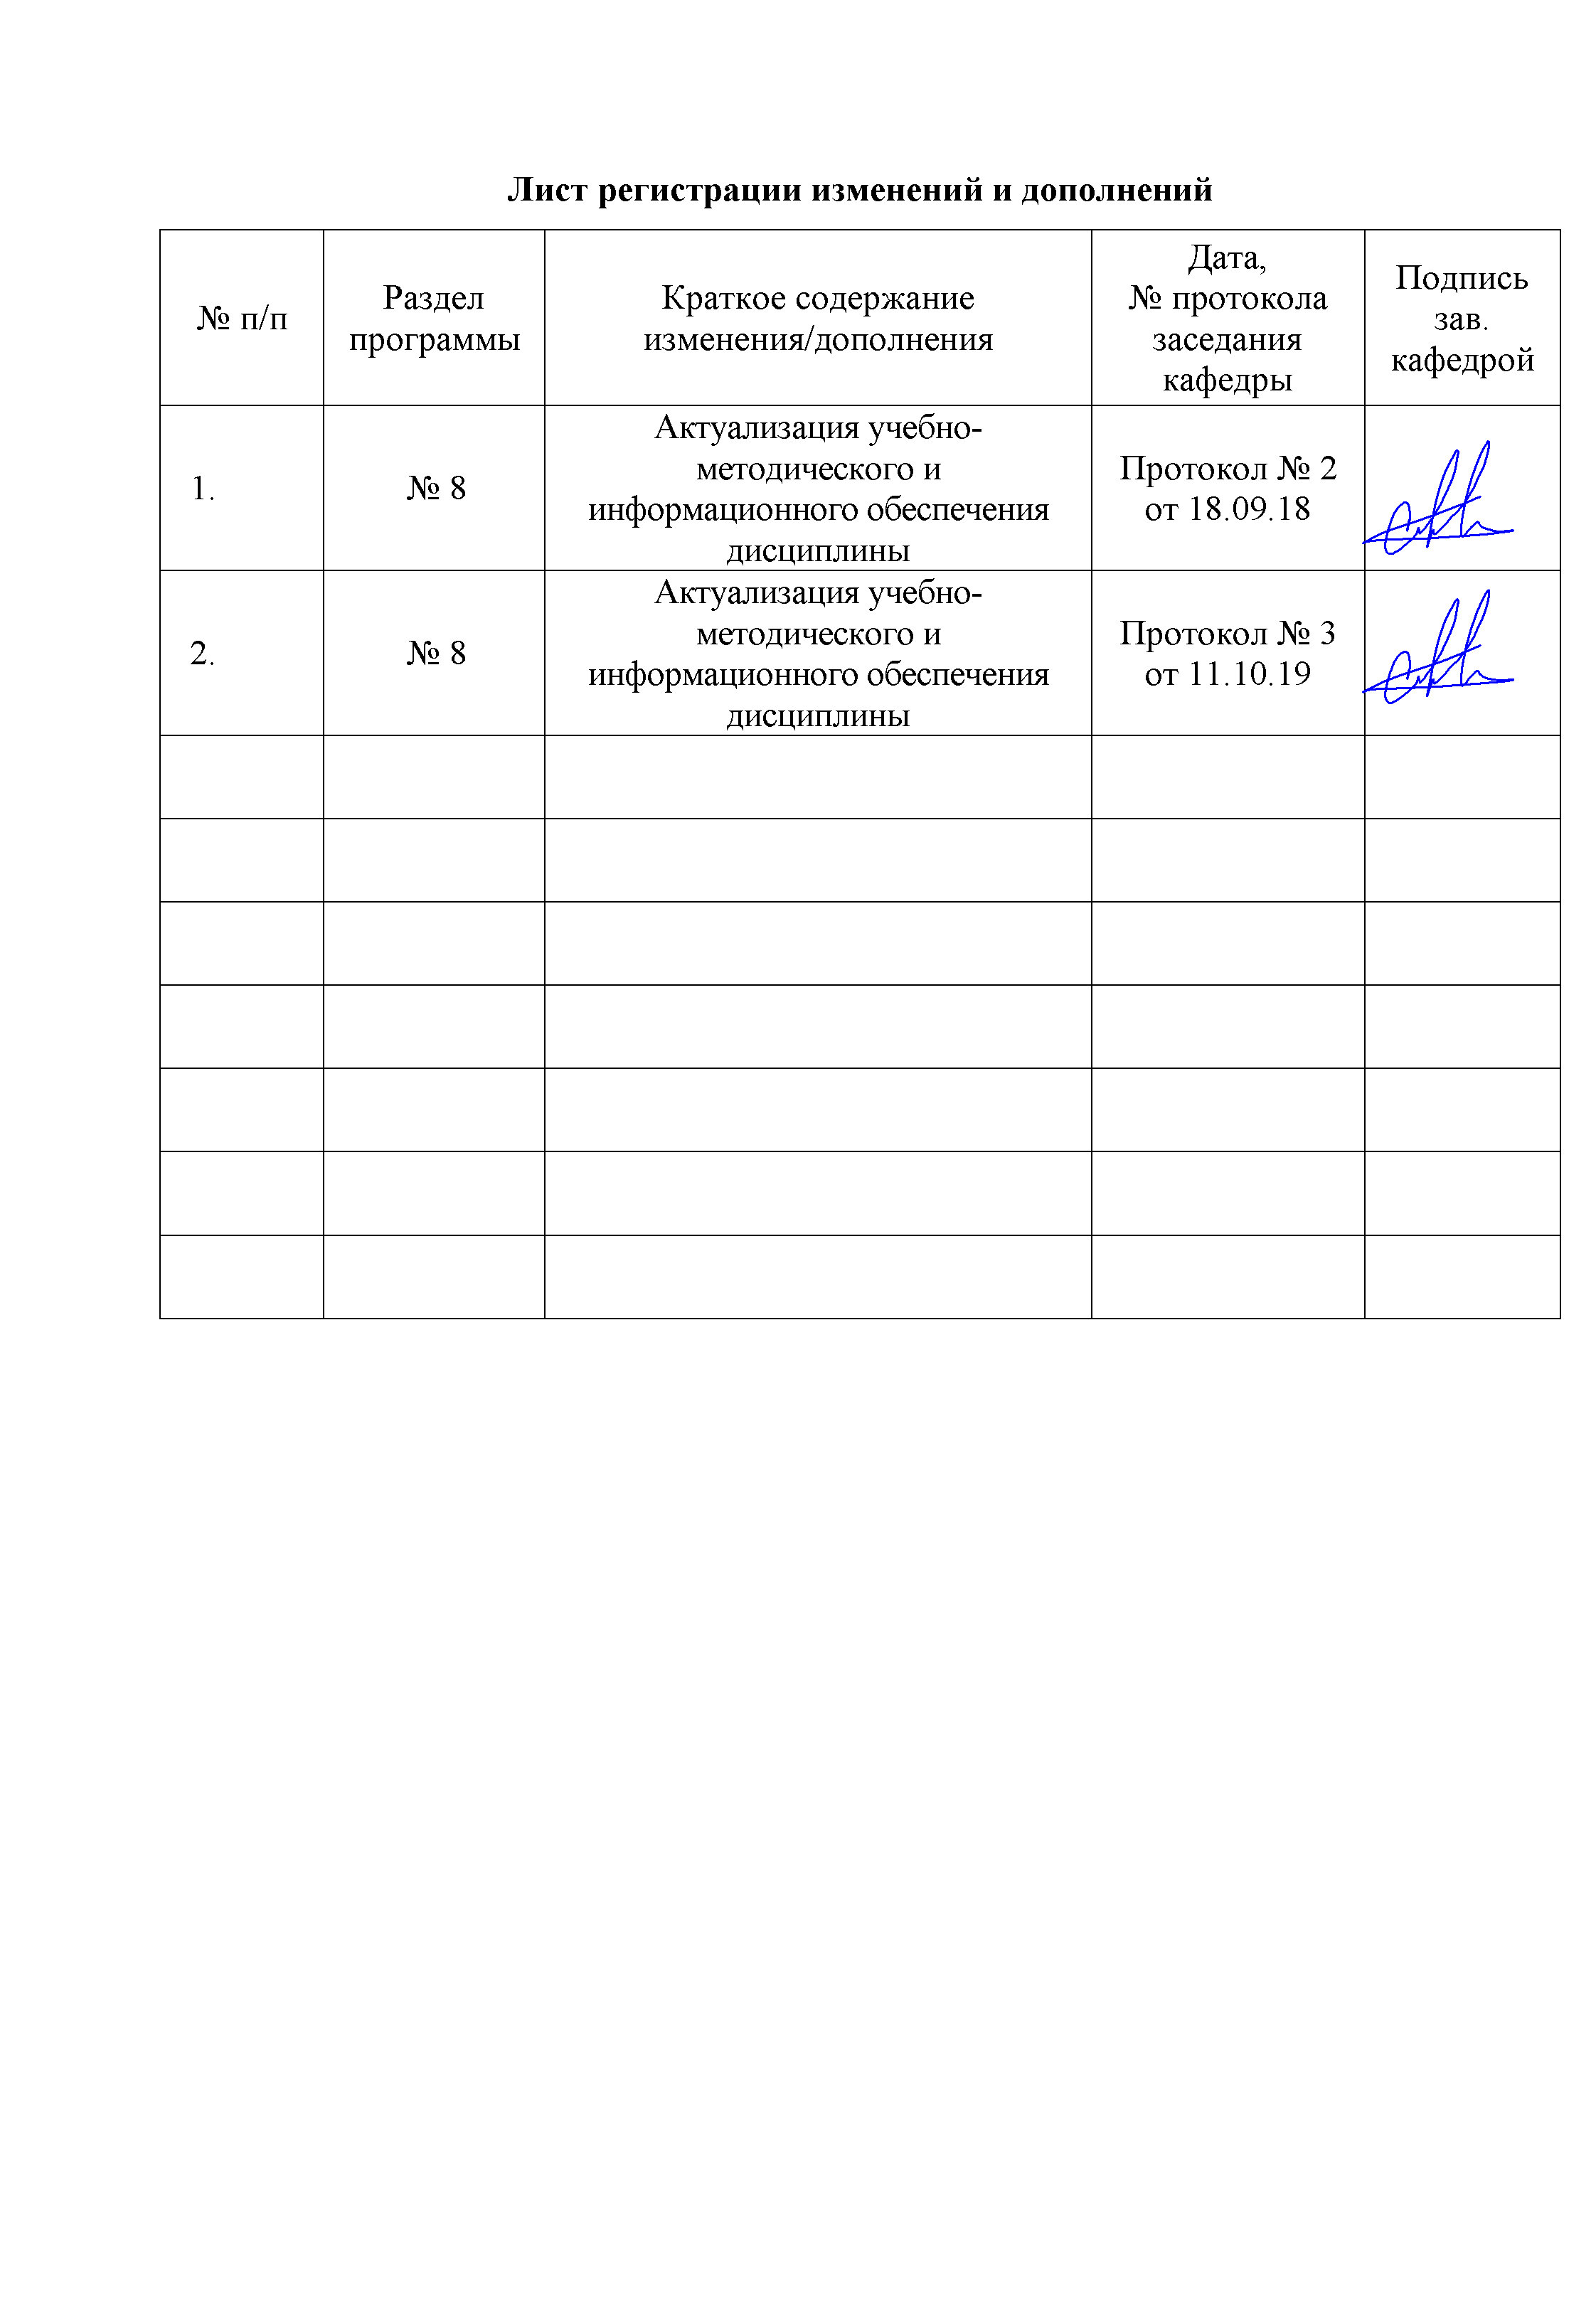 Лист регистрации изменений и дополнений
№ п/п
Раздел
программы
Краткое содержание
изменения/дополнения
Дата,
№ протокола
заседания
кафедры
Подпись
зав.
кафедрой
1.
№ 8
Актуализация учебно-
методического и
информационного обеспечения
дисциплины
Протокол № 2
от 18.09.18
2.
№ 8
Актуализация учебно-
методического и
информационного обеспечения
дисциплины
Протокол № 3
от 11.10.19